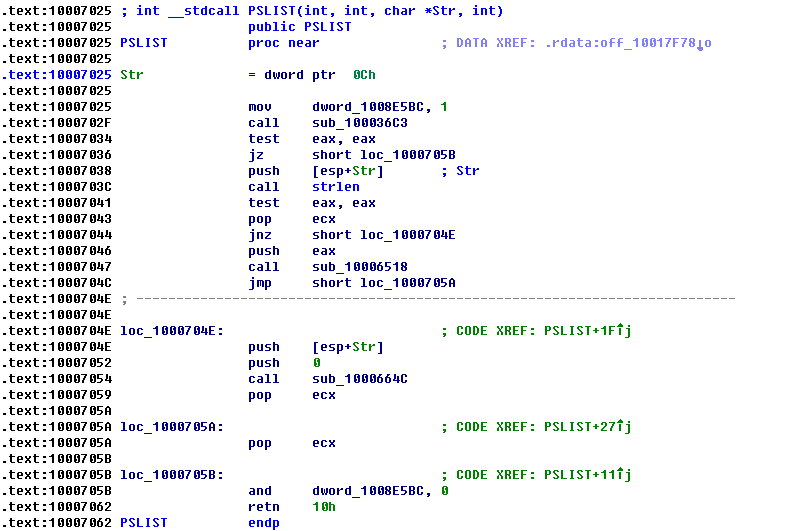 .text:10007025 ; int __stdcall PSLIST(int, int, char *Str, int)
.text:10007025                 public PSLIST
.text:10007025 PSLIST          proc near               ; DATA XREF: .rdata:off_10017F78↓o
.text:10007025
.text:10007025 Str             = dword ptr  0Ch
.text:10007025
.text:10007025                 mov     dword_1008E5BC, 1
.text:1000702F                 call    sub_100036C3
.text:10007034                 test    eax, eax
.text:10007036                 jz      short loc_1000705B
.text:10007038                 push    [esp+Str]       ; Str
.text:1000703C                 call    strlen
.text:10007041                 test    eax, eax
.text:10007043                 pop     ecx
.text:10007044                 jnz     short loc_1000704E
.text:10007046                 push    eax
.text:10007047                 call    sub_10006518
.text:1000704C                 jmp     short loc_1000705A
.text:1000704E ; ---------------------------------------------------------------------------
.text:1000704E
.text:1000704E loc_1000704E:                           ; CODE XREF: PSLIST+1F↑j
.text:1000704E                 push    [esp+Str]
.text:10007052                 push    0
.text:10007054                 call    sub_1000664C
.text:10007059                 pop     ecx
.text:1000705A
.text:1000705A loc_1000705A:                           ; CODE XREF: PSLIST+27↑j
.text:1000705A                 pop     ecx
.text:1000705B
.text:1000705B loc_1000705B:                           ; CODE XREF: PSLIST+11↑j
.text:1000705B                 and     dword_1008E5BC, 0
.text:10007062                 retn    10h
.text:10007062 PSLIST          endp